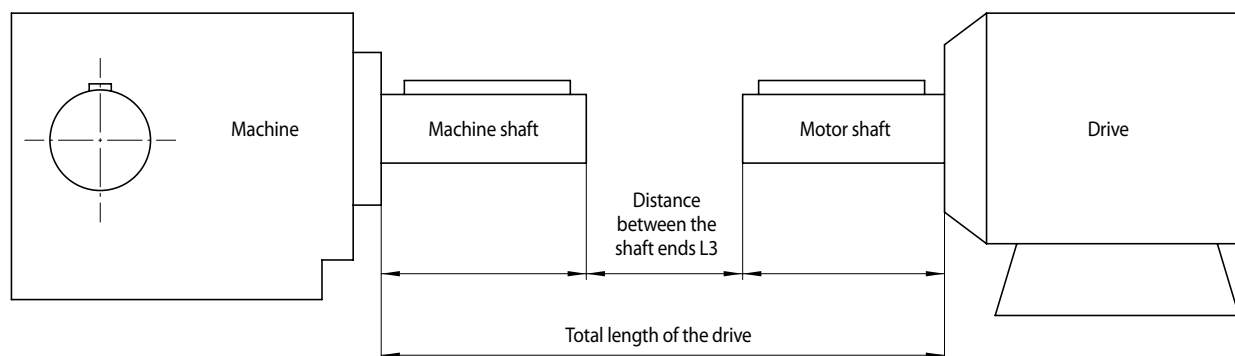 Machine
Machine shaft
Motor shaft
Drive
Distance
between the
shaft ends L3
Total length of the drive